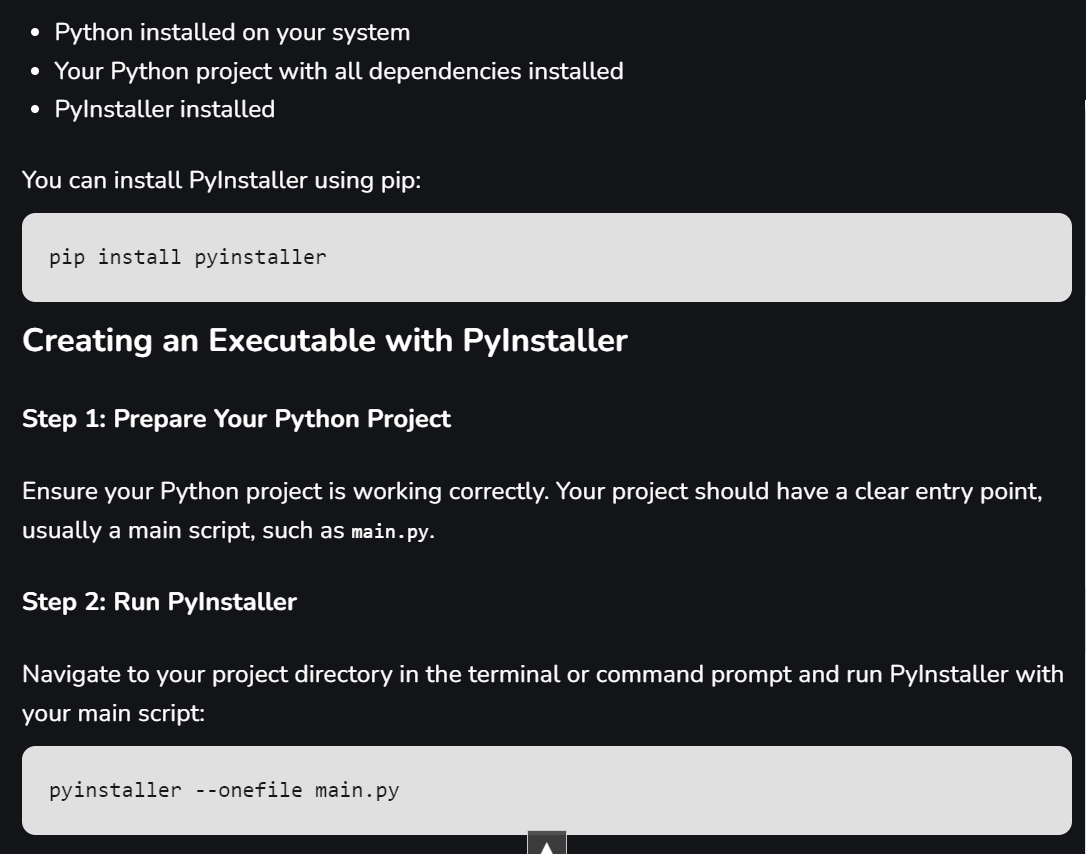 Python installed on your system
Your Python project with all dependencies installed
PyInstaller installed
You can install PyInstaller using pip:
pip install pyinstaller
Creating an Executable with PyInstaller
Step 1: Prepare Your Python Project
Ensure your Python project is working correctly. Your project should have a clear entry point,
usually a main script, such as main.py.
Step 2: Run PyInstaller
Navigate to your project directory in the terminal or command prompt and run PyInstaller with
your main script:
pyinstaller --onefile main.py